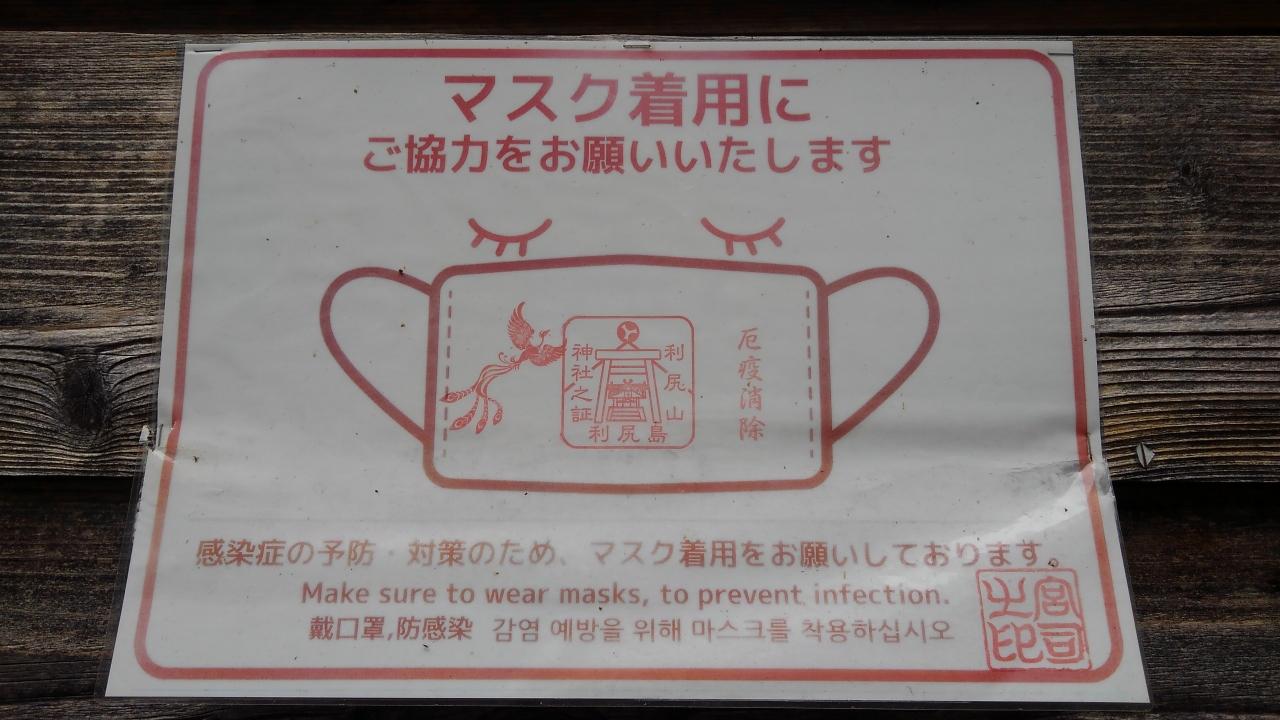 マスク着用に
ご協力をお願いいたします
利尻山
神社之証
利尻島
厄疫消除
感染症の予防・対策のため、マスク着用をお願いしております。
Make sure to wear masks, to prevent infection.
戴口罩,防感染 감염 예방을 위해 마스크를 착용하십시오
宮司
之印